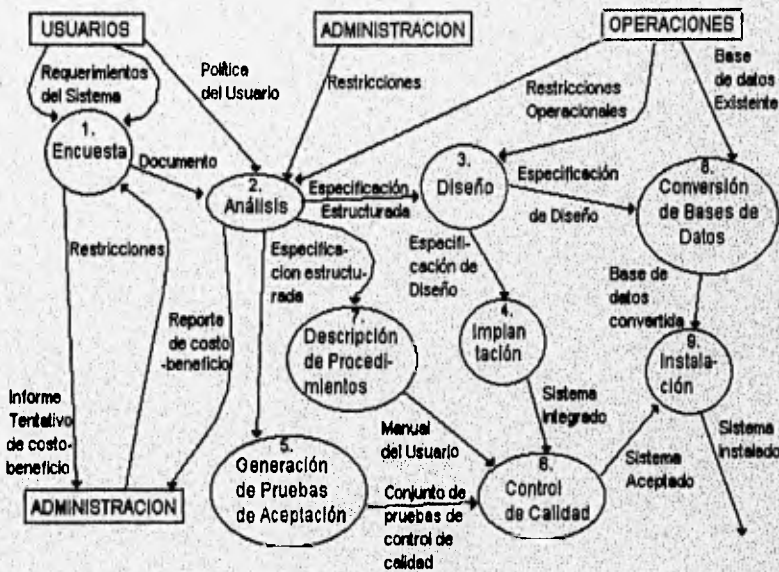 USUARIOS
ADMINISTRACION
OPERACIONES
Requerimientos
del Sistema
Política
del Usuario
Restricciones
Restricciones
Operacionales
Base
de datos
Existente
1.
Encuesta
Documento
2.
Análisis
Especificación
Estructurada
3.
Diseño
Especificación
de Diseño
8.
Conversión
de Bases de
Datos
Restricciones
Especifica-
cion estructu-
rada
Especifi-
cación de
Diseño
Base de
datos
convertida
Reporte
de costo
-beneficio
7.
Descripción
de Procedi-
mientos
4.
Implan
tación
9.
Instala-
ción
Informe
Tentativo
de costo-
beneficio
Manual
del Usuario
Sistema
Integrado
Sistema
Instalado
5.
Generación
de Pruebas
de Aceptación
Conjunto de
pruebas de
control de
calidad
6.
Control
de Calidad
Sistema
Aceptado
ADMINISTRACION